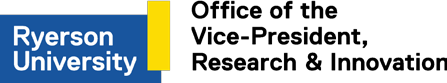 Ryerson
University
Office of the
Vice-President,
Research & Innovation